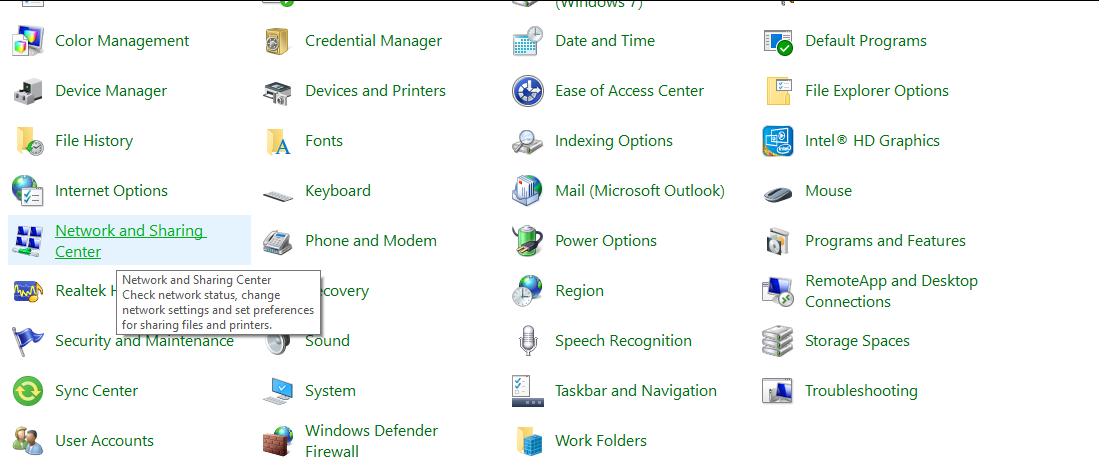 (Windows 7)
Color Management
Credential Manager
Date and Time
Default Programs
Device Manager
Devices and Printers
Ease of Access Center
File Explorer Options
File History
Fonts
Indexing Options
Intel® HD Graphics
Internet Options
Keyboard
Mail (Microsoft Outlook)
Mouse
Network and Sharing
Center
Phone and Modem
Power Options
Programs and Features
Network and Sharing Center
Check network status, change
network settings and set preferences
for sharing files and printers.
Realtek
Region
RemoteApp and Desktop
Connections
Security and Maintenance
Sound
Speech Recognition
Storage Spaces
Sync Center
System
Taskbar and Navigation
Troubleshooting
User Accounts
Windows Defender
Firewall
Work Folders